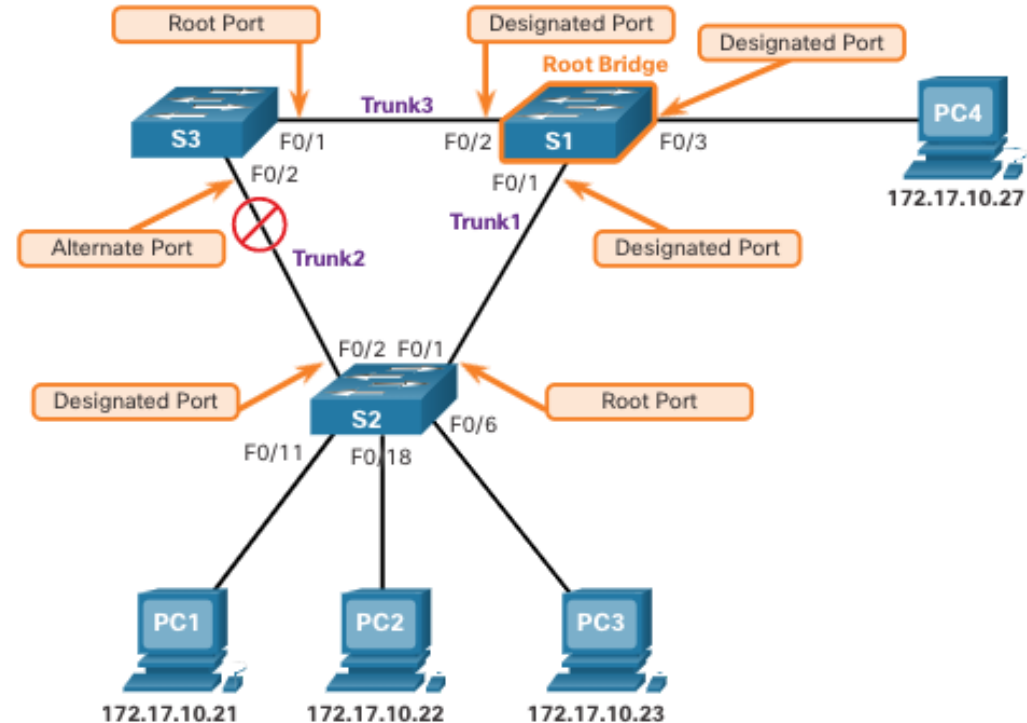 Root Port
Designated Port
Designated Port
Root Bridge
Trunk3
S3
F0/1
F0/2
S1
F0/3
PC4
F0/2
F0/1
172.17.10.27
Trunk1
Alternate Port
Designated Port
Trunk2
F0/2
F0/1
Designated Port
Root Port
S2
F0/6
F0/11
F0/18
PC1
PC2
PC3
172.17.10.21
172.17.10.22
172.17.10.23